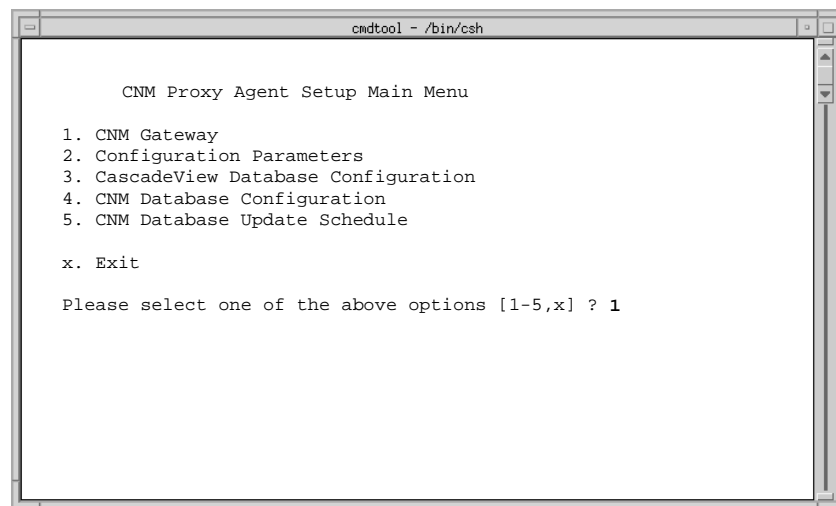 cmdtool - /bin/csh
CNM Proxy Agent Setup Main Menu
1. CNM Gateway
2. Configuration Parameters
3. CascadeView Database Configuration
4. CNM Database Configuration
5. CNM Database Update Schedule
x. Exit
Please select one of the above options [1-5,x] ? 1